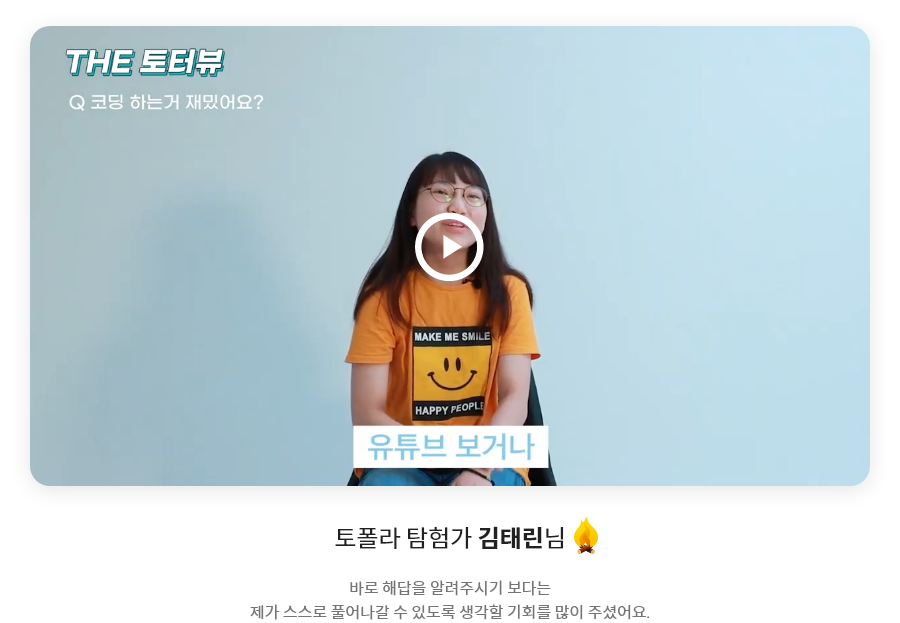 THE 토터뷰
Q 코딩 하는거 재밌어요?
MAKE ME SMILE
HAPPY PEOPLE
유튜브 보거나
토폴라 탐험가 김태린님
바로 해답을 알려주시기 보다는
제가 스스로 풀어나갈 수 있도록 생각할 기회를 많이 주셨어요.